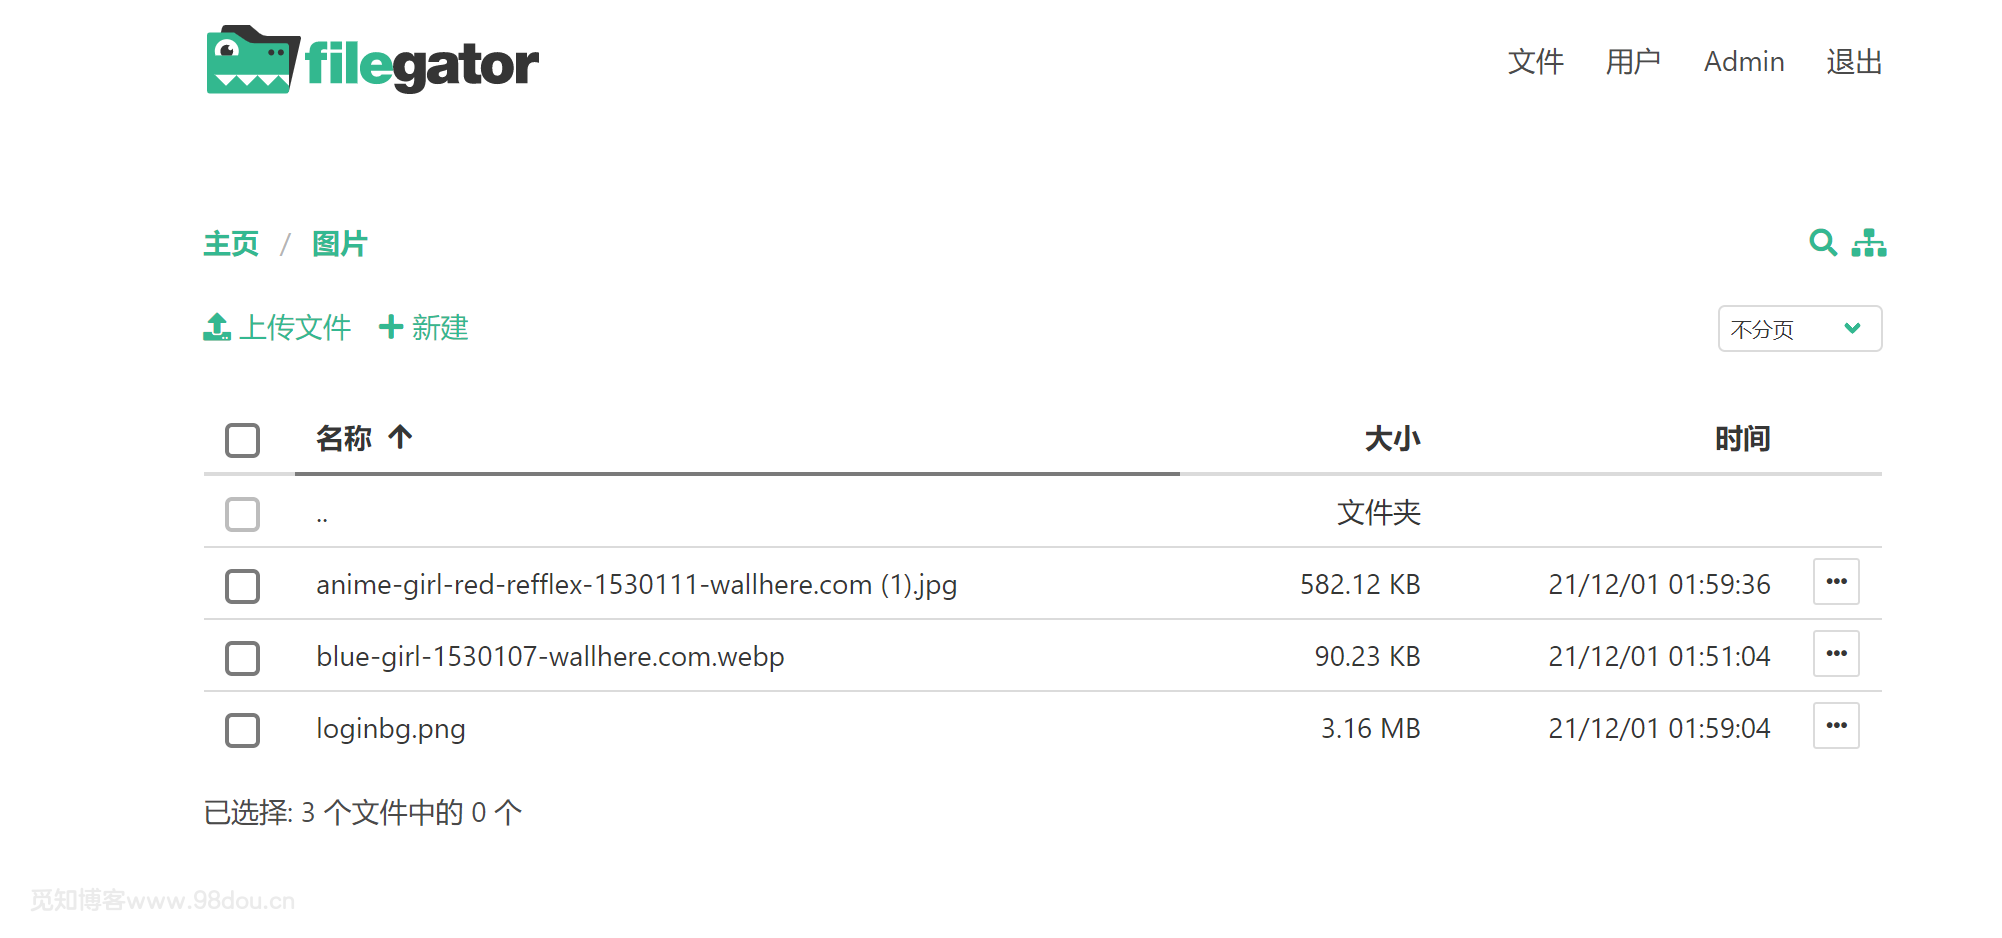 filegator
文件 用户 Admin 退出
主页 / 图片
上传文件 新建
不分页
名称 大小 时间
.. 文件夹
anime-girl-red-refflex-1530111-wallhere.com (1).jpg 582.12 KB 21/12/01 01:59:36
blue-girl-1530107-wallhere.com.webp 90.23 KB 21/12/01 01:51:04
loginbg.png 3.16 MB 21/12/01 01:59:04
已选择: 3 个文件中的 0 个
觅知博客www.98dou.cn